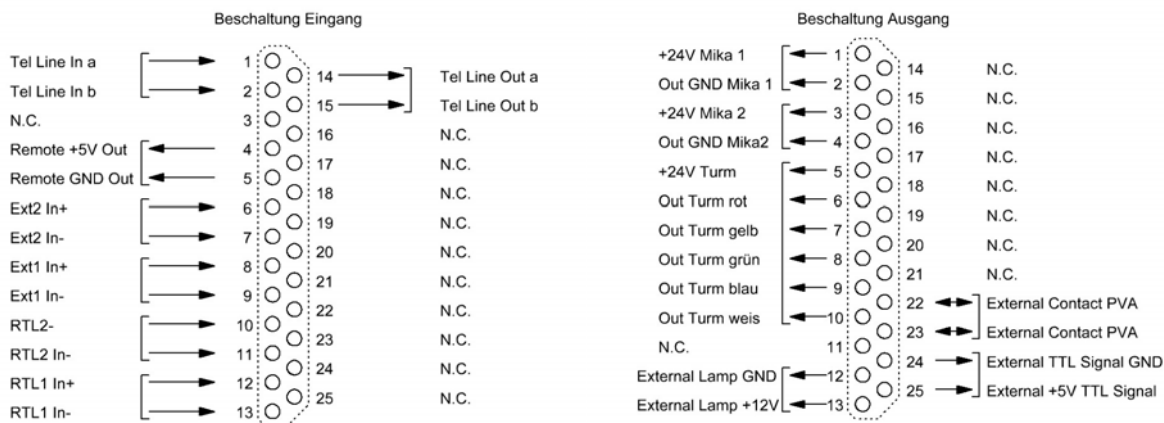 Beschaltung Eingang
Tel Line In a 1
14 Tel Line Out a
Tel Line In b 2
15 Tel Line Out b
N.C. 3
16 N.C.
Remote +5V Out 4
17 N.C.
Remote GND Out 5
18 N.C.
Ext2 In+ 6
19 N.C.
Ext2 In- 7
20 N.C.
Ext1 In+ 8
21 N.C.
Ext1 In- 9
22 N.C.
RTL2- 10
23 N.C.
RTL2 In- 11
24 N.C.
RTL1 In+ 12
25 N.C.
RTL1 In- 13
Beschaltung Ausgang
+24V Mika 1 1
14 N.C.
Out GND Mika 1 2
15 N.C.
+24V Mika 2 3
16 N.C.
Out GND Mika2 4
17 N.C.
+24V Turm 5
18 N.C.
Out Turm rot 6
19 N.C.
Out Turm gelb 7
20 N.C.
Out Turm grün 8
21 N.C.
Out Turm blau 9
22 External Contact PVA
Out Turm weis 10
23 External Contact PVA
N.C. 11
24 External TTL Signal GND
External Lamp GND 12
25 External +5V TTL Signal
External Lamp +12V 13